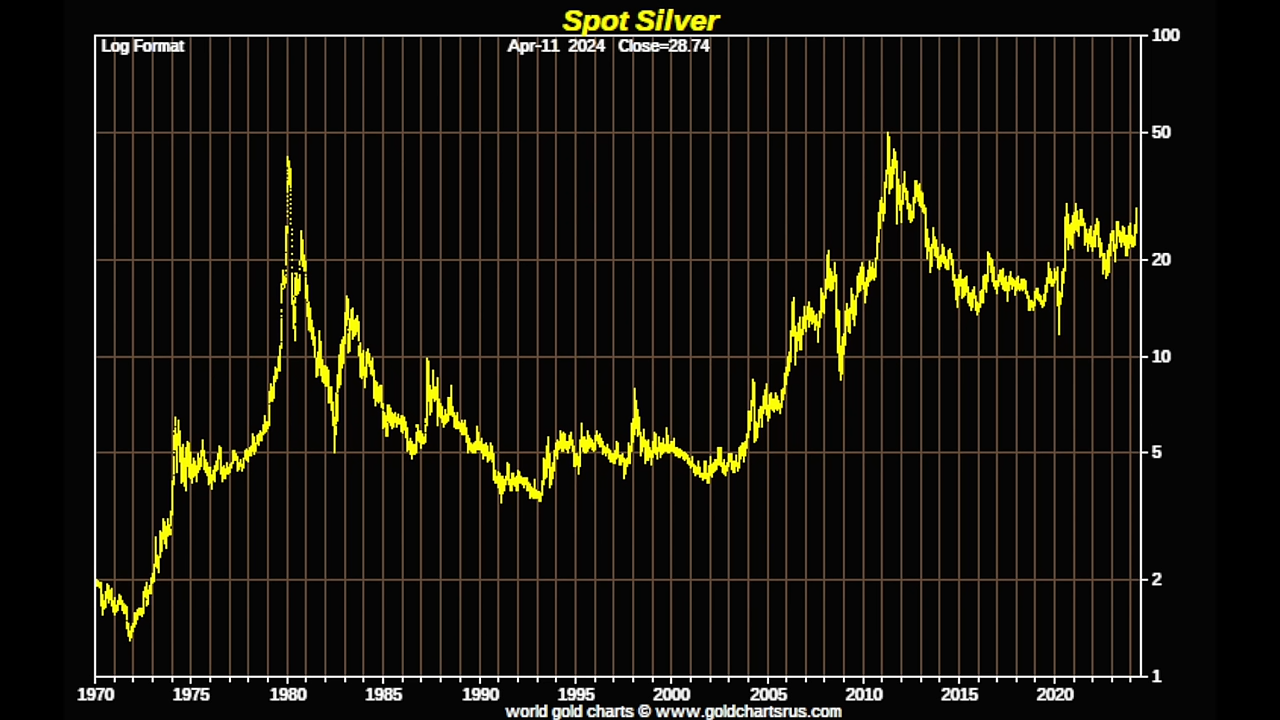 Spot Silver
Log Format
Apr-11 2024 Close=28.74
100
50
20
10
5
2
1
1970 1975 1980 1985 1990 1995 2000 2005 2010 2015 2020
world gold charts © www.goldchartsrus.com